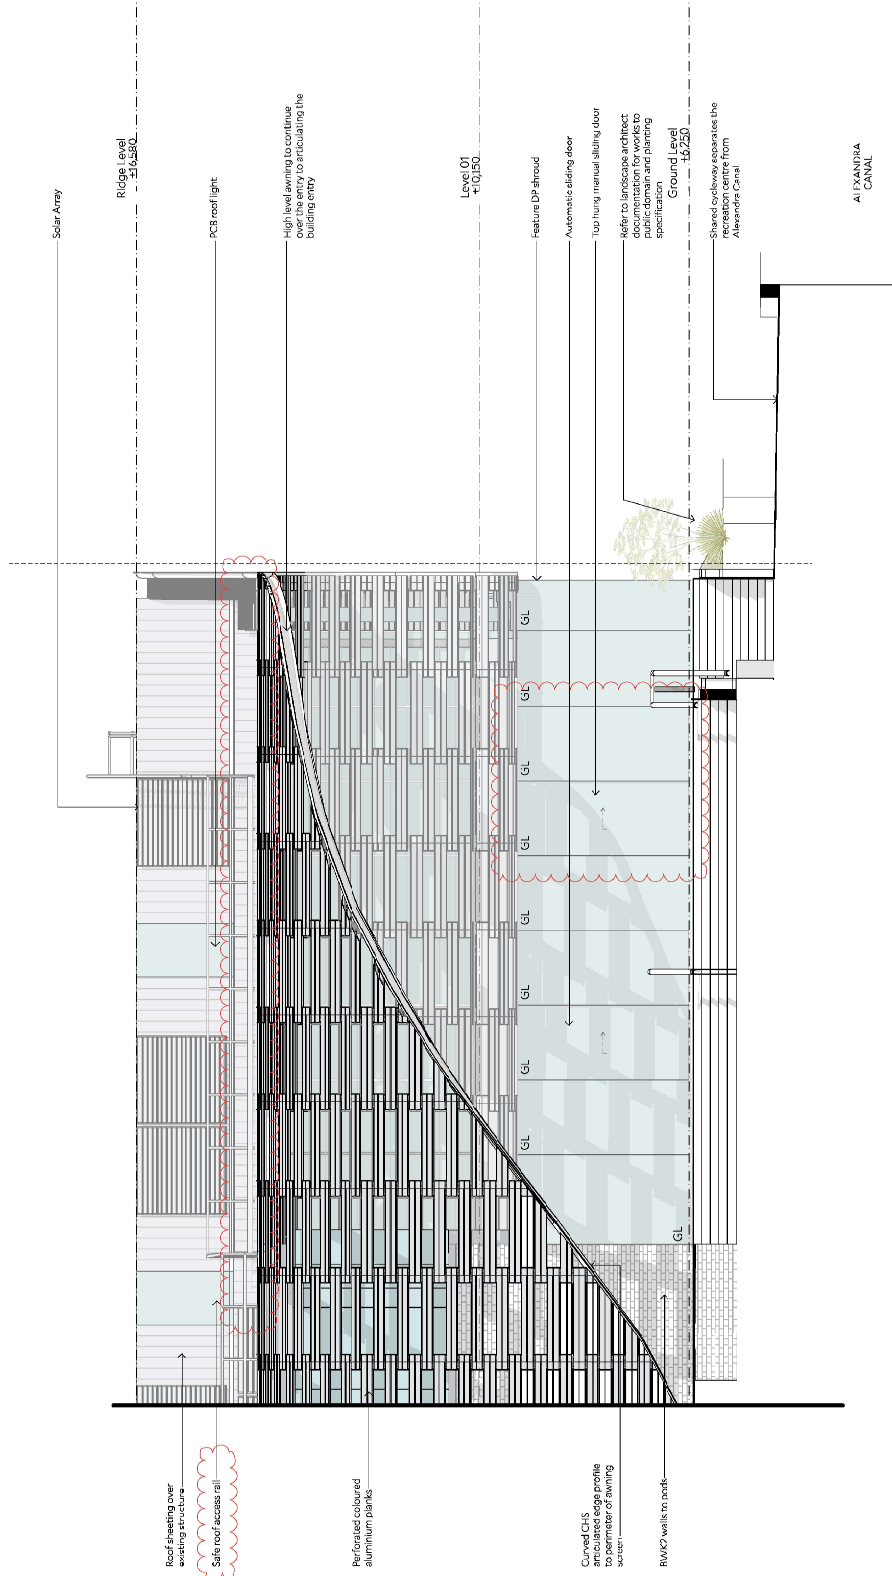 Solar Array
Ridge Level
+16,580
PCB roof light
High level awning to continue
over the entry to articulating the
building entry
Level 01
+10,150
Feature DP shroud
Automatic sliding door
Top hung manual sliding door
Refer to landscape architect
documentation for works to
public domain and planting
specification
Ground Level
+6,250
Shared cycleway separates the
recreation centre from
Alexandra Canal
ALEXANDRA
CANAL
GL
GL
GL
GL
GL
GL
GL
GL
GL
Roof sheeting over
existing structure
Safe roof access rail
Perforated coloured
aluminium planks
Curved CHS
articulated edge profile
to perimeter of awning
screen
BWK2 walls to pods